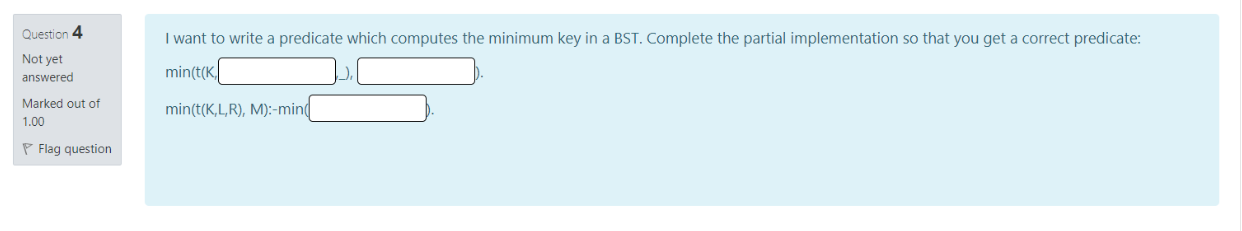 Question 4
Not yet
answered
Marked out of
1.00
Flag question
I want to write a predicate which computes the minimum key in a BST. Complete the partial implementation so that you get a correct predicate:
min(t(K, ,_), ).
min(t(K,L,R), M):-min( ).